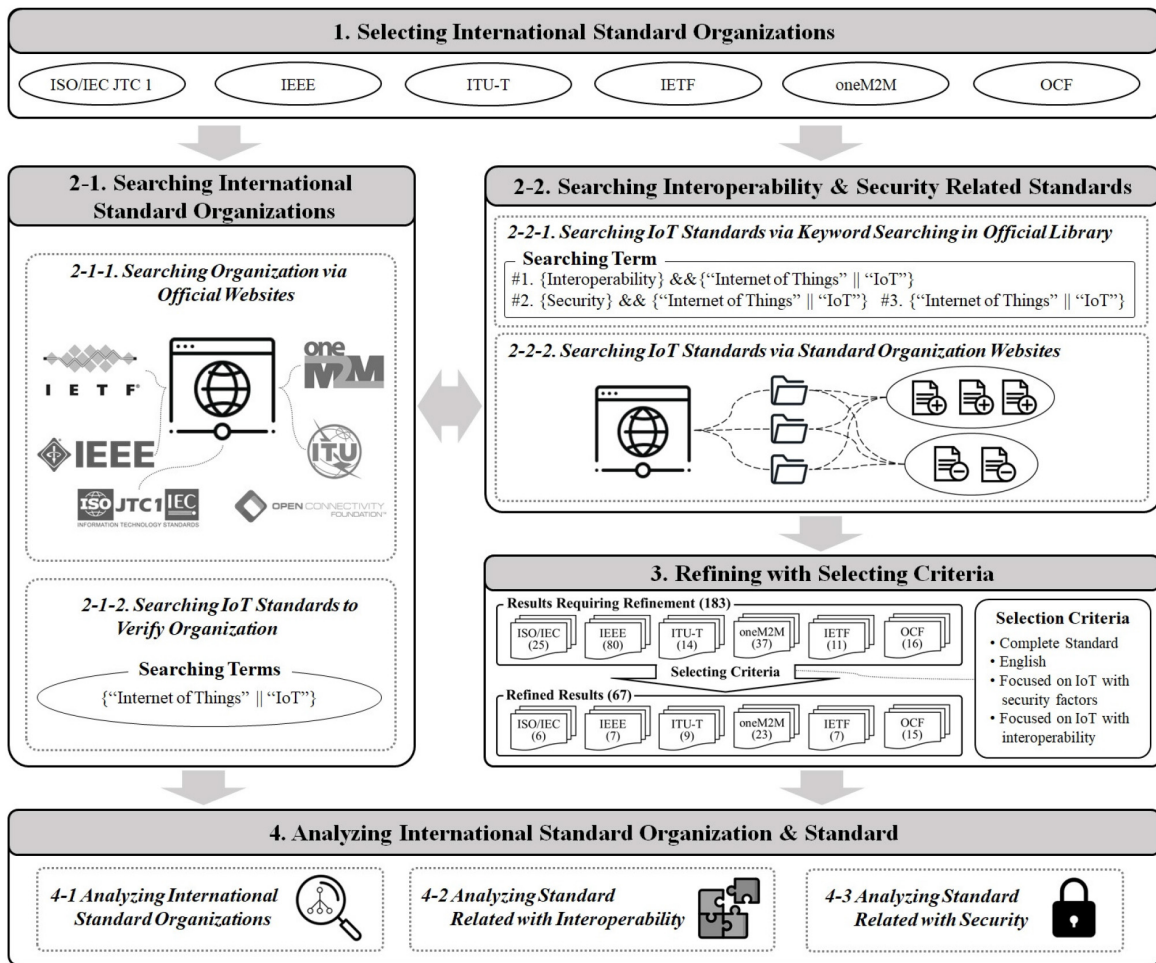 1. Selecting International Standard Organizations
ISO/IEC JTC 1
IEEE
ITU-T
IETF
oneM2M
OCF
2-1. Searching International
Standard Organizations
2-1-1. Searching Organization via
Official Websites
IETF®
one
M2M
IEEE
ITU
ISO JTC1 IEC
INFORMATION TECHNOLOGY STANDARDS
OPEN CONNECTIVITY
FOUNDATION™
2-1-2. Searching IoT Standards to
Verify Organization
Searching Terms
{“Internet of Things” || “IoT”}
2-2. Searching Interoperability & Security Related Standards
2-2-1. Searching IoT Standards via Keyword Searching in Official Library
Searching Term
#1. {Interoperability} &&{“Internet of Things” || “IoT”}
#2. {Security} && {“Internet of Things” || “IoT”} #3. {“Internet of Things” || “IoT”}
2-2-2. Searching IoT Standards via Standard Organization Websites
3. Refining with Selecting Criteria
Results Requiring Refinement (183)
ISO/IEC
(25)
IEEE
(80)
ITU-T
(14)
oneM2M
(37)
IETF
(11)
OCF
(16)
Selecting Criteria
Refined Results (67)
ISO/IEC
(6)
IEEE
(7)
ITU-T
(9)
oneM2M
(23)
IETF
(7)
OCF
(15)
Selection Criteria
• Complete Standard
• English
• Focused on IoT with
security factors
• Focused on IoT with
interoperability
4. Analyzing International Standard Organization & Standard
4-1 Analyzing International
Standard Organizations
4-2 Analyzing Standard
Related with Interoperability
4-3 Analyzing Standard
Related with Security